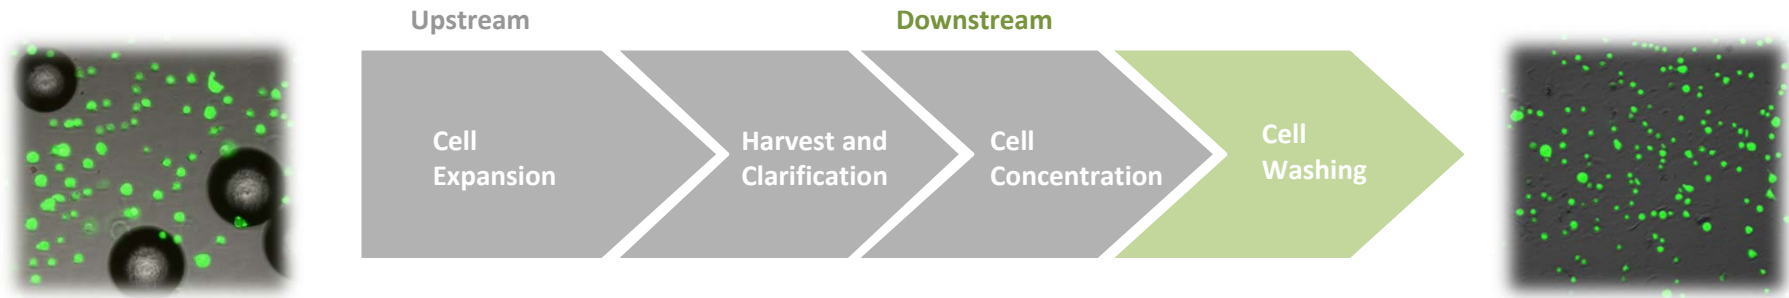 Upstream
Downstream
Cell
Expansion
Harvest and
Clarification
Cell
Concentration
Cell
Washing